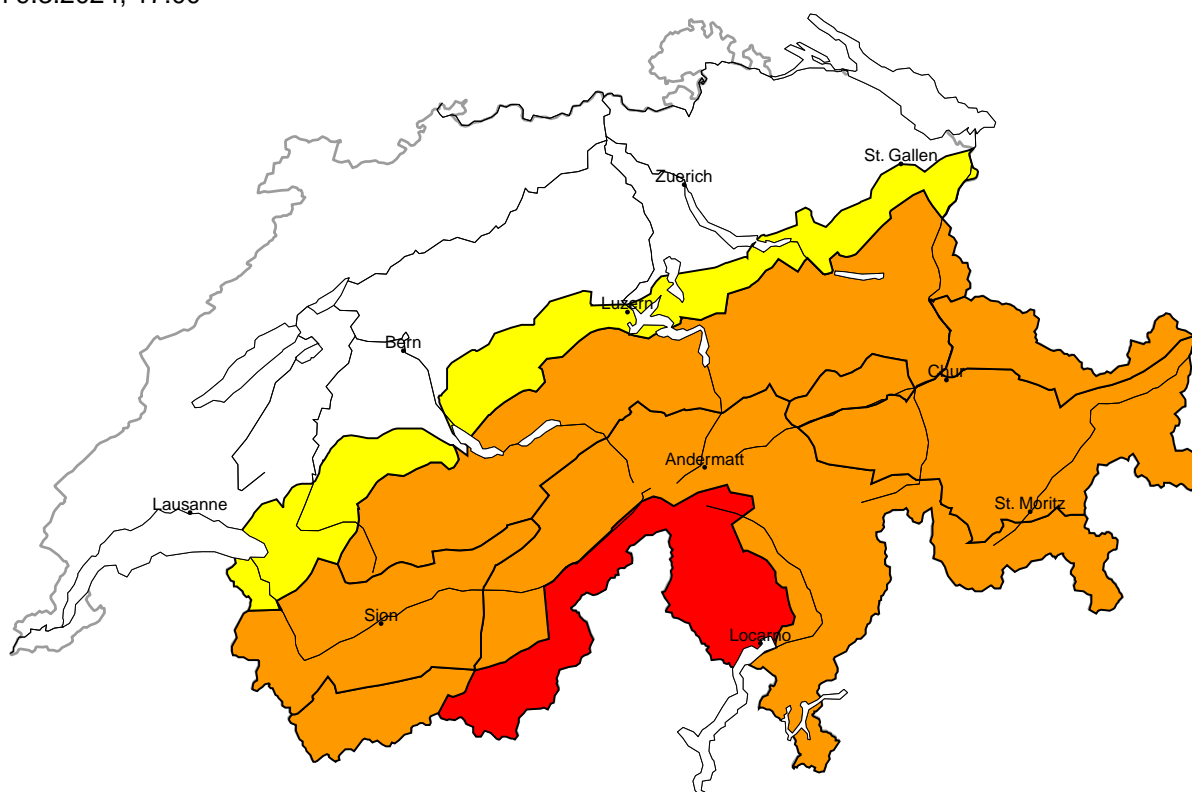 St. Gallen
Zuerich
Luzern
Bern
Chur
Andermatt
Lausanne
St. Moritz
Sion
Locarno